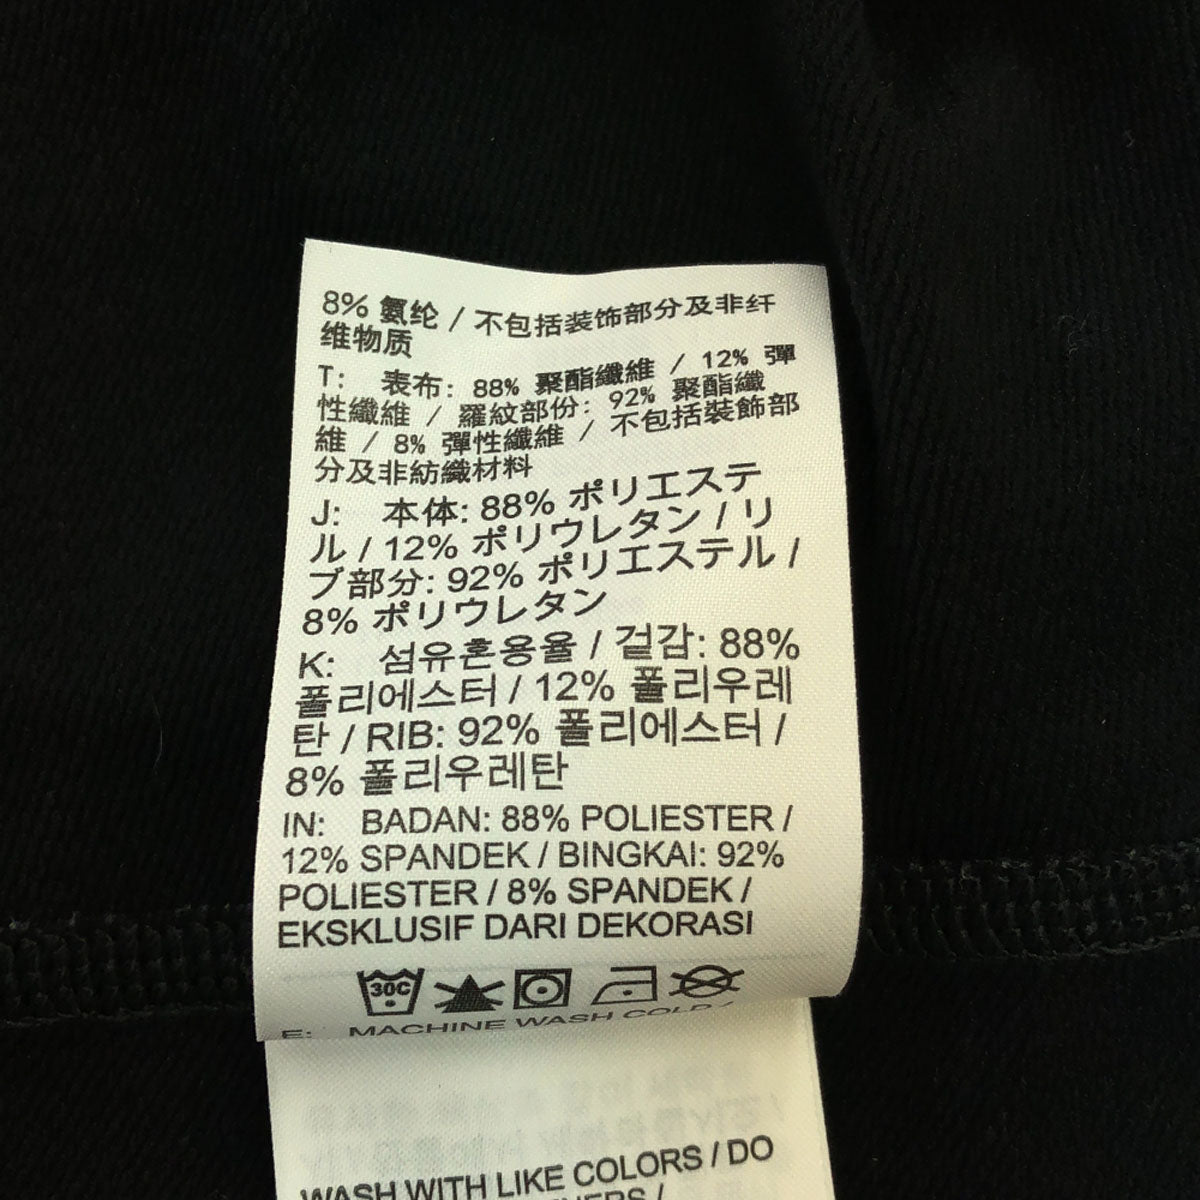 8% 氨纶 / 不包括装饰部分及非纤
维物质
T: 表布: 88% 聚酯纖維 / 12% 彈
性纖維 / 羅紋部份: 92% 聚酯纖
維 / 8% 彈性纖維 / 不包括裝飾部
分及非紡織材料
J: 本体: 88% ポリエステ
ル / 12% ポリウレタン / リ
ブ部分: 92% ポリエステル /
8% ポリウレタン
K: 섬유혼용율 / 겉감: 88%
폴리에스터 / 12% 폴리우레
탄 / RIB: 92% 폴리에스터 /
8% 폴리우레탄
IN: BADAN: 88% POLIESTER /
12% SPANDEK / BINGKAI: 92%
POLIESTER / 8% SPANDEK /
EKSKLUSIF DARI DEKORASI
30C
E: MACHINE WASH COLD /
WASH WITH LIKE COLORS / DO